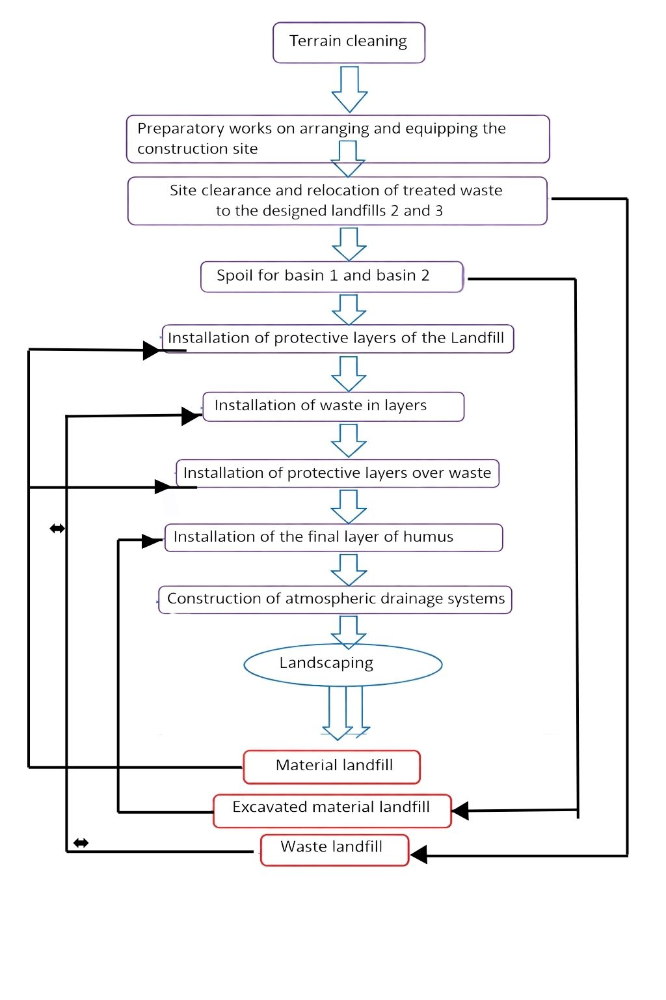 Terrain cleaning
Preparatory works on arranging and equipping the
construction site
Site clearance and relocation of treated waste
to the designed landfills 2 and 3
Spoil for basin 1 and basin 2
Installation of protective layers of the Landfill
Installation of waste in layers
Installation of protective layers over waste
Installation of the final layer of humus
Construction of atmospheric drainage systems
Landscaping
Material landfill
Excavated material landfill
Waste landfill